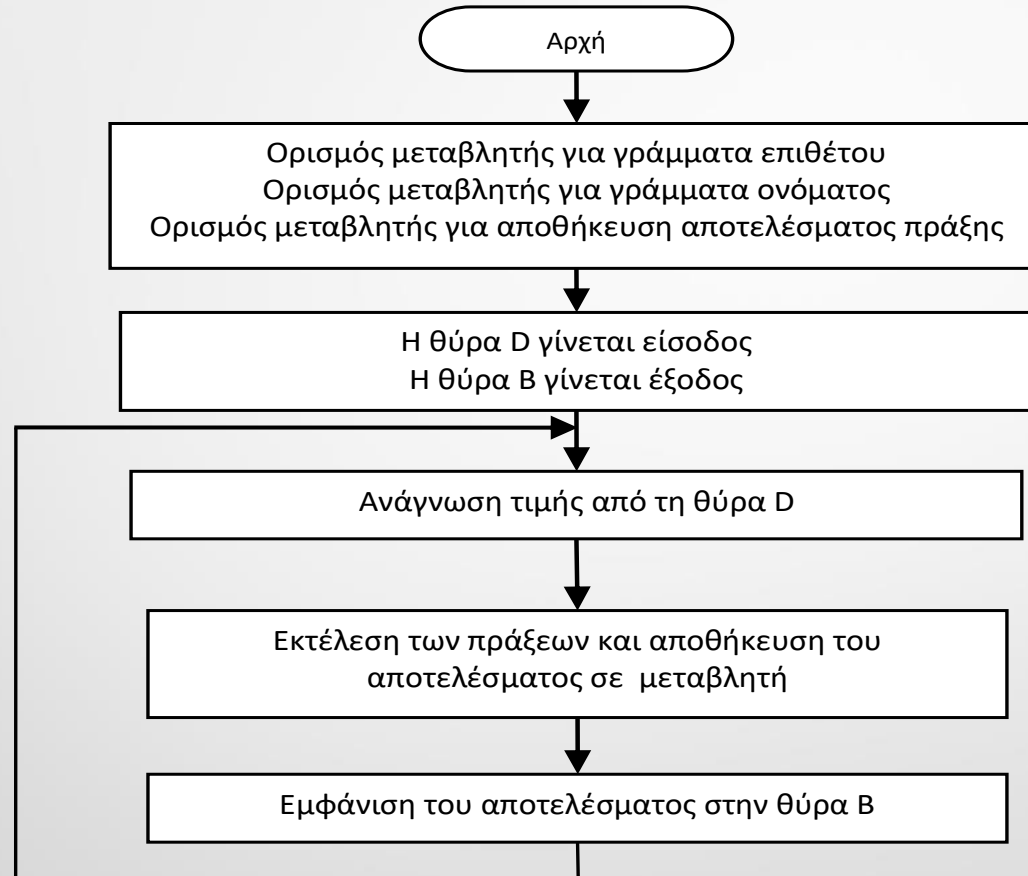 Αρχή
Ορισμός μεταβλητής για γράμματα επιθέτου
Ορισμός μεταβλητής για γράμματα ονόματος
Ορισμός μεταβλητής για αποθήκευση αποτελέσματος πράξης
Η θύρα D γίνεται είσοδος
Η θύρα B γίνεται έξοδος
Ανάγνωση τιμής από τη θύρα D
Εκτέλεση των πράξεων και αποθήκευση του
αποτελέσματος σε μεταβλητή
Εμφάνιση του αποτελέσματος στην θύρα B